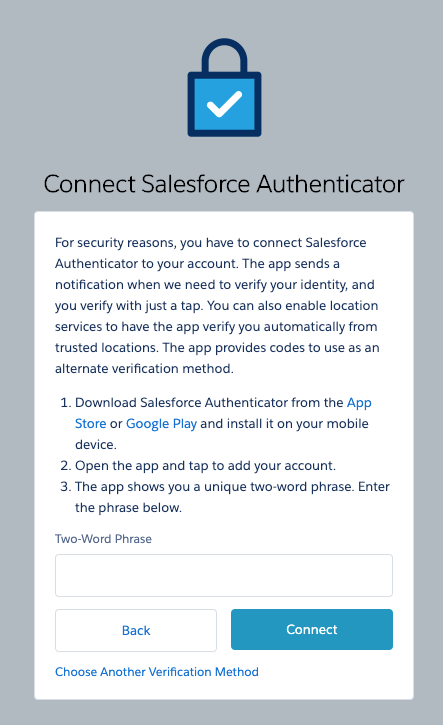 Connect Salesforce Authenticator
For security reasons, you have to connect Salesforce
Authenticator to your account. The app sends a
notification when we need to verify your identity, and
you verify with just a tap. You can also enable location
services to have the app verify you automatically from
trusted locations. The app provides codes to use as an
alternate verification method.
1. Download Salesforce Authenticator from the App
Store or Google Play and install it on your mobile
device.
2. Open the app and tap to add your account.
3. The app shows you a unique two-word phrase. Enter
the phrase below.
Two-Word Phrase
Back
Connect
Choose Another Verification Method